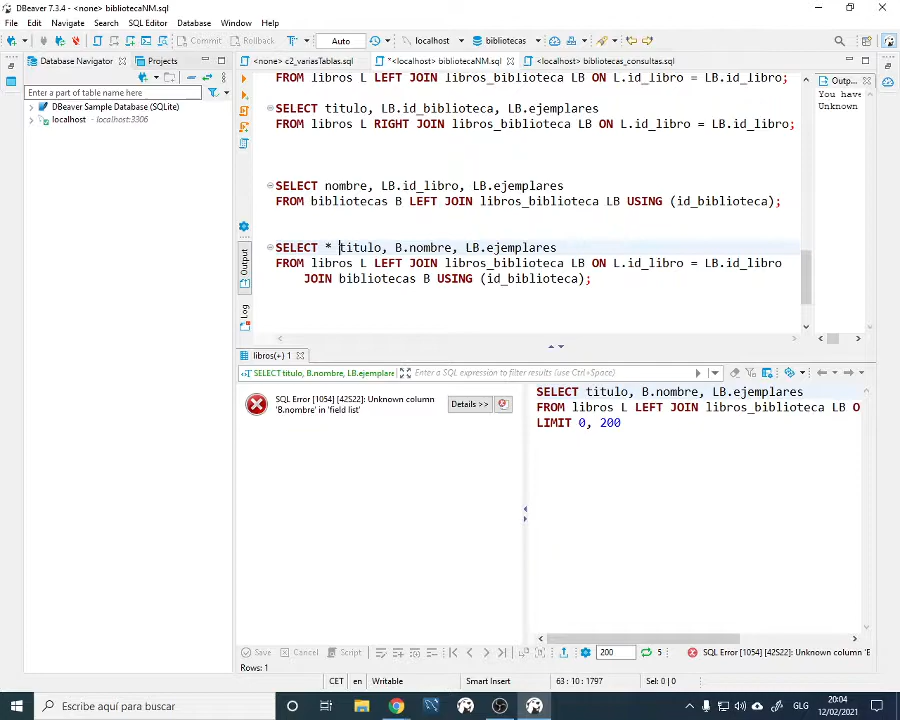 DBeaver 7.3.4 - <none> bibliotecaNM.sql
File Edit Navigate Search SQL Editor Database Window Help
Commit Rollback Auto localhost bibliotecas
Database Navigator Projects
<none> c2_variasTablas.sql *<localhost> bibliotecaNM.sql <localhost> bibliotecas_consultas.sql
Enter a part of table name here
DBeaver Sample Database (SQLite)
localhost - localhost:3306
FROM libros L LEFT JOIN libros_biblioteca LB ON L.id_libro = LB.id_libro;
SELECT titulo, LB.id_biblioteca, LB.ejemplares
FROM libros L RIGHT JOIN libros_biblioteca LB ON L.id_libro = LB.id_libro;
SELECT nombre, LB.id_libro, LB.ejemplares
FROM bibliotecas B LEFT JOIN libros_biblioteca LB USING (id_biblioteca);
SELECT * titulo, B.nombre, LB.ejemplares
FROM libros L LEFT JOIN libros_biblioteca LB ON L.id_libro = LB.id_libro
JOIN bibliotecas B USING (id_biblioteca);
Output
Log
Outp...
You have
Unknown
libros(+) 1
SELECT titulo, B.nombre, LB.ejemplare
Enter a SQL expression to filter results (use Ctrl+Space)
SQL Error [1054] [42S22]: Unknown column
'B.nombre' in 'field list'
Details >>
SELECT titulo, B.nombre, LB.ejemplares
FROM libros L LEFT JOIN libros_biblioteca LB O
LIMIT 0, 200
Save Cancel Script 200 5 SQL Error [1054] [42S22]: Unknown column 'E
Rows: 1
CET en Writable Smart Insert 63 : 10 : 1797 Sel: 0 | 0
Escribe aquí para buscar
GLG
20:04
12/02/2021